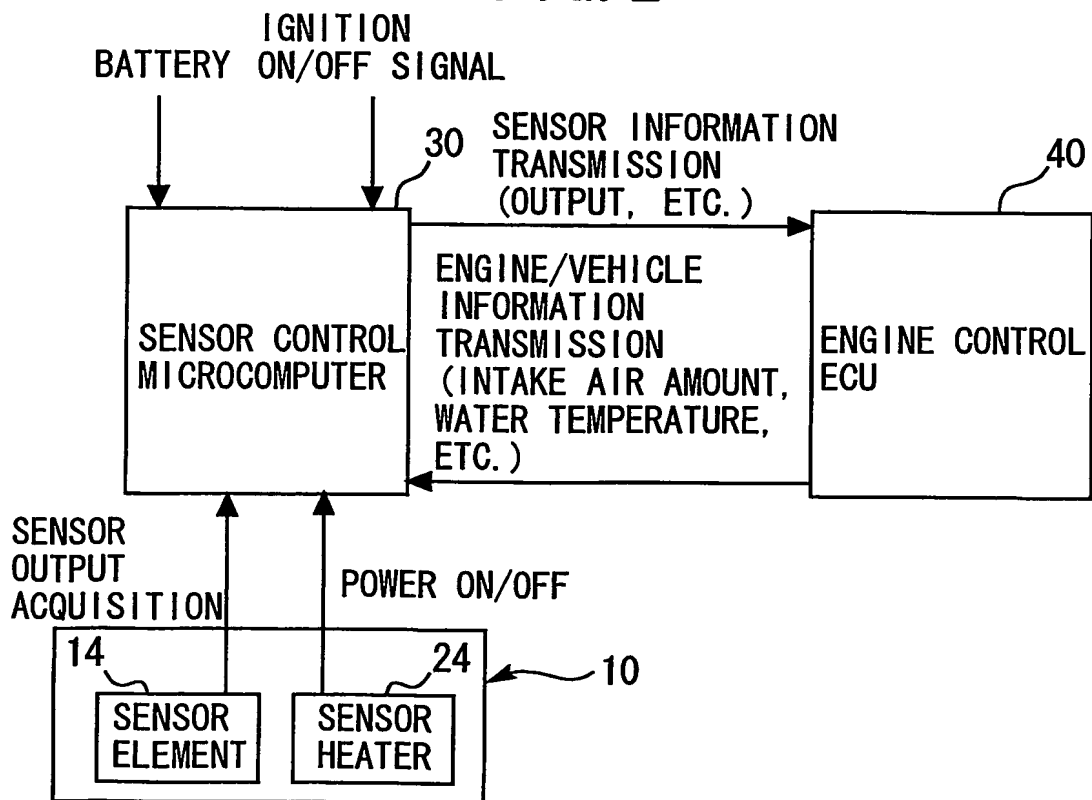 IGNITION
BATTERY ON/OFF SIGNAL
30
SENSOR INFORMATION
TRANSMISSION
(OUTPUT, ETC.)
40
SENSOR CONTROL
MICROCOMPUTER
ENGINE/VEHICLE
INFORMATION
TRANSMISSION
(INTAKE AIR AMOUNT,
WATER TEMPERATURE,
ETC.)
ENGINE CONTROL
ECU
SENSOR
OUTPUT
ACQUISITION
POWER ON/OFF
14
24
10
SENSOR
ELEMENT
SENSOR
HEATER